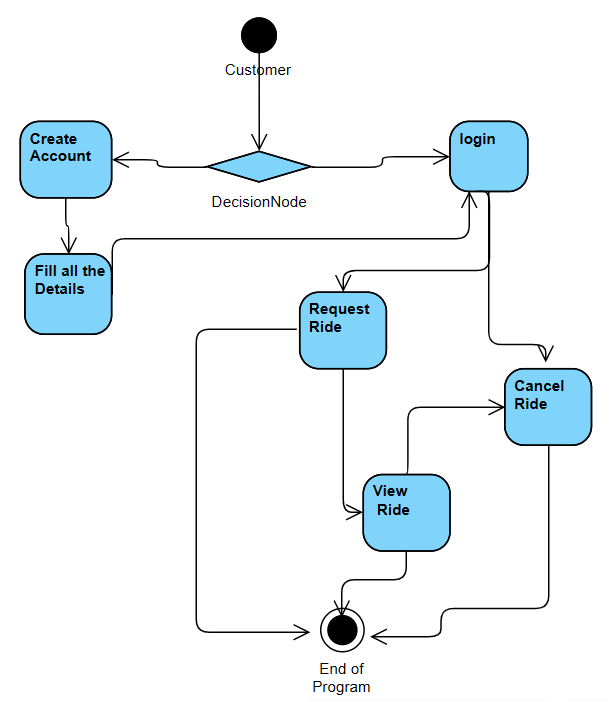 Customer
Create
Account
login
DecisionNode
Fill all the
Details
Request
Ride
Cancel
Ride
View
Ride
End of
Program